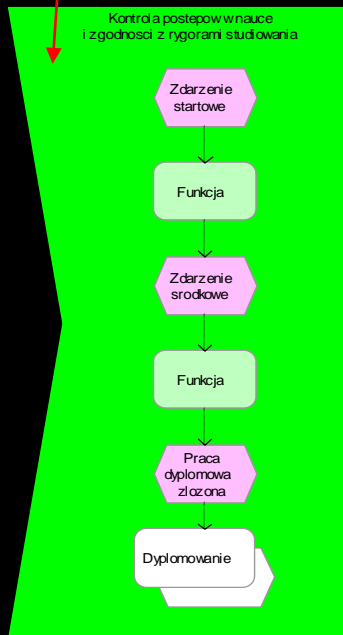 Kontrola postepow w nauce
i zgodnosci z rygorami studiowania
Zdarzenie
startowe
Funkcja
Zdarzenie
srodkowe
Funkcja
Praca
dyplomowa
zlozona
Dyplomowanie